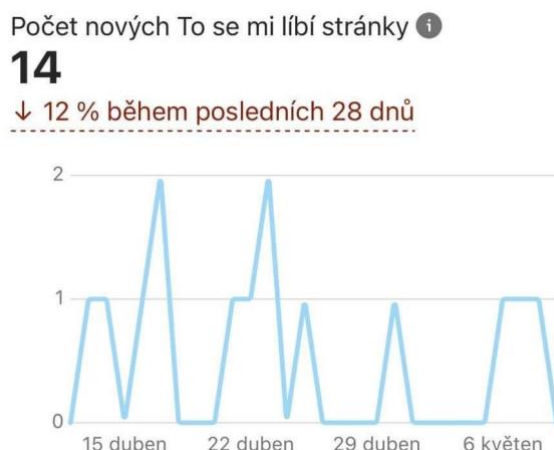 Počet nových To se mi líbí stránky
14
↓ 12 % během posledních 28 dnů
2
1
0
15 duben 22 duben 29 duben 6 květen